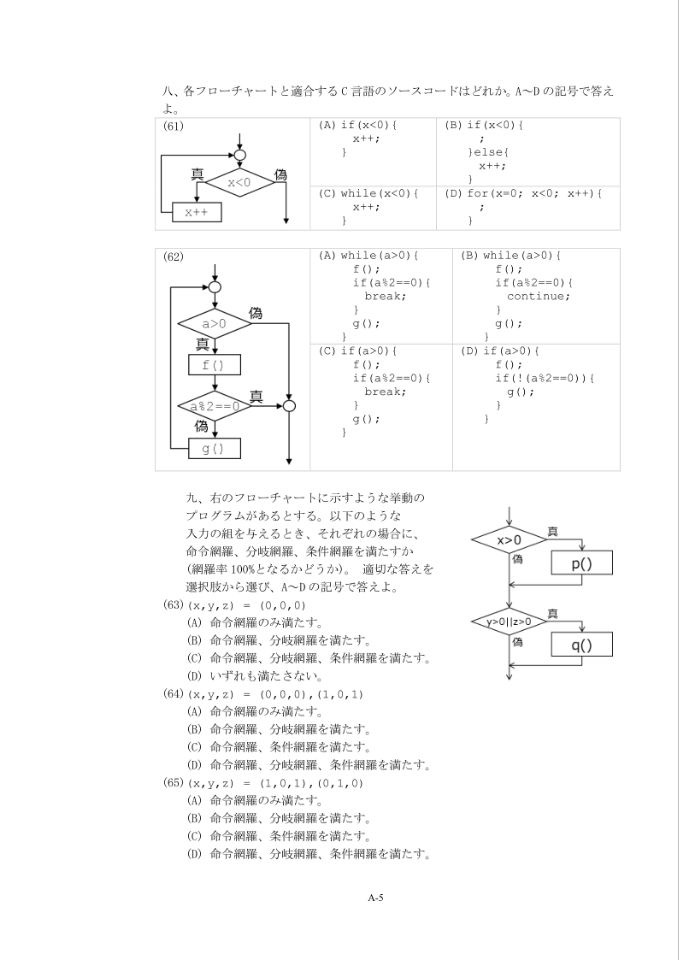 八、各フローチャートと適合する C 言語のソースコードはどれか。A～D の記号で答え
よ。
(61)
真
偽
x<0
x++
(A) if(x<0){
x++;
}
(B) if(x<0){
;
}else{
x++;
}
(C) while(x<0){
x++;
}
(D) for(x=0; x<0; x++){
;
}
(62)
a>0
偽
真
f()
a%2==0
真
偽
g()
(A) while(a>0){
f();
if(a%2==0){
break;
}
g();
}
(B) while(a>0){
f();
if(a%2==0){
continue;
}
g();
}
(C) if(a>0){
f();
if(a%2==0){
break;
}
g();
}
(D) if(a>0){
f();
if(!(a%2==0)){
g();
}
}
九、右のフローチャートに示すような挙動の
プログラムがあるとする。以下のような
入力の組を与えるとき、それぞれの場合に、
命令網羅、分岐網羅、条件網羅を満たすか
(網羅率 100%となるかどうか)。 適切な答えを
選択肢から選び、A～D の記号で答えよ。
x>0
真
偽
p()
y>0||z>0
真
偽
q()
(63) (x,y,z) = (0,0,0)
(A) 命令網羅のみ満たす。
(B) 命令網羅、分岐網羅を満たす。
(C) 命令網羅、分岐網羅、条件網羅を満たす。
(D) いずれも満たさない。
(64) (x,y,z) = (0,0,0),(1,0,1)
(A) 命令網羅のみ満たす。
(B) 命令網羅、分岐網羅を満たす。
(C) 命令網羅、条件網羅を満たす。
(D) 命令網羅、分岐網羅、条件網羅を満たす。
(65) (x,y,z) = (1,0,1),(0,1,0)
(A) 命令網羅のみ満たす。
(B) 命令網羅、分岐網羅を満たす。
(C) 命令網羅、条件網羅を満たす。
(D) 命令網羅、分岐網羅、条件網羅を満たす。
A-5